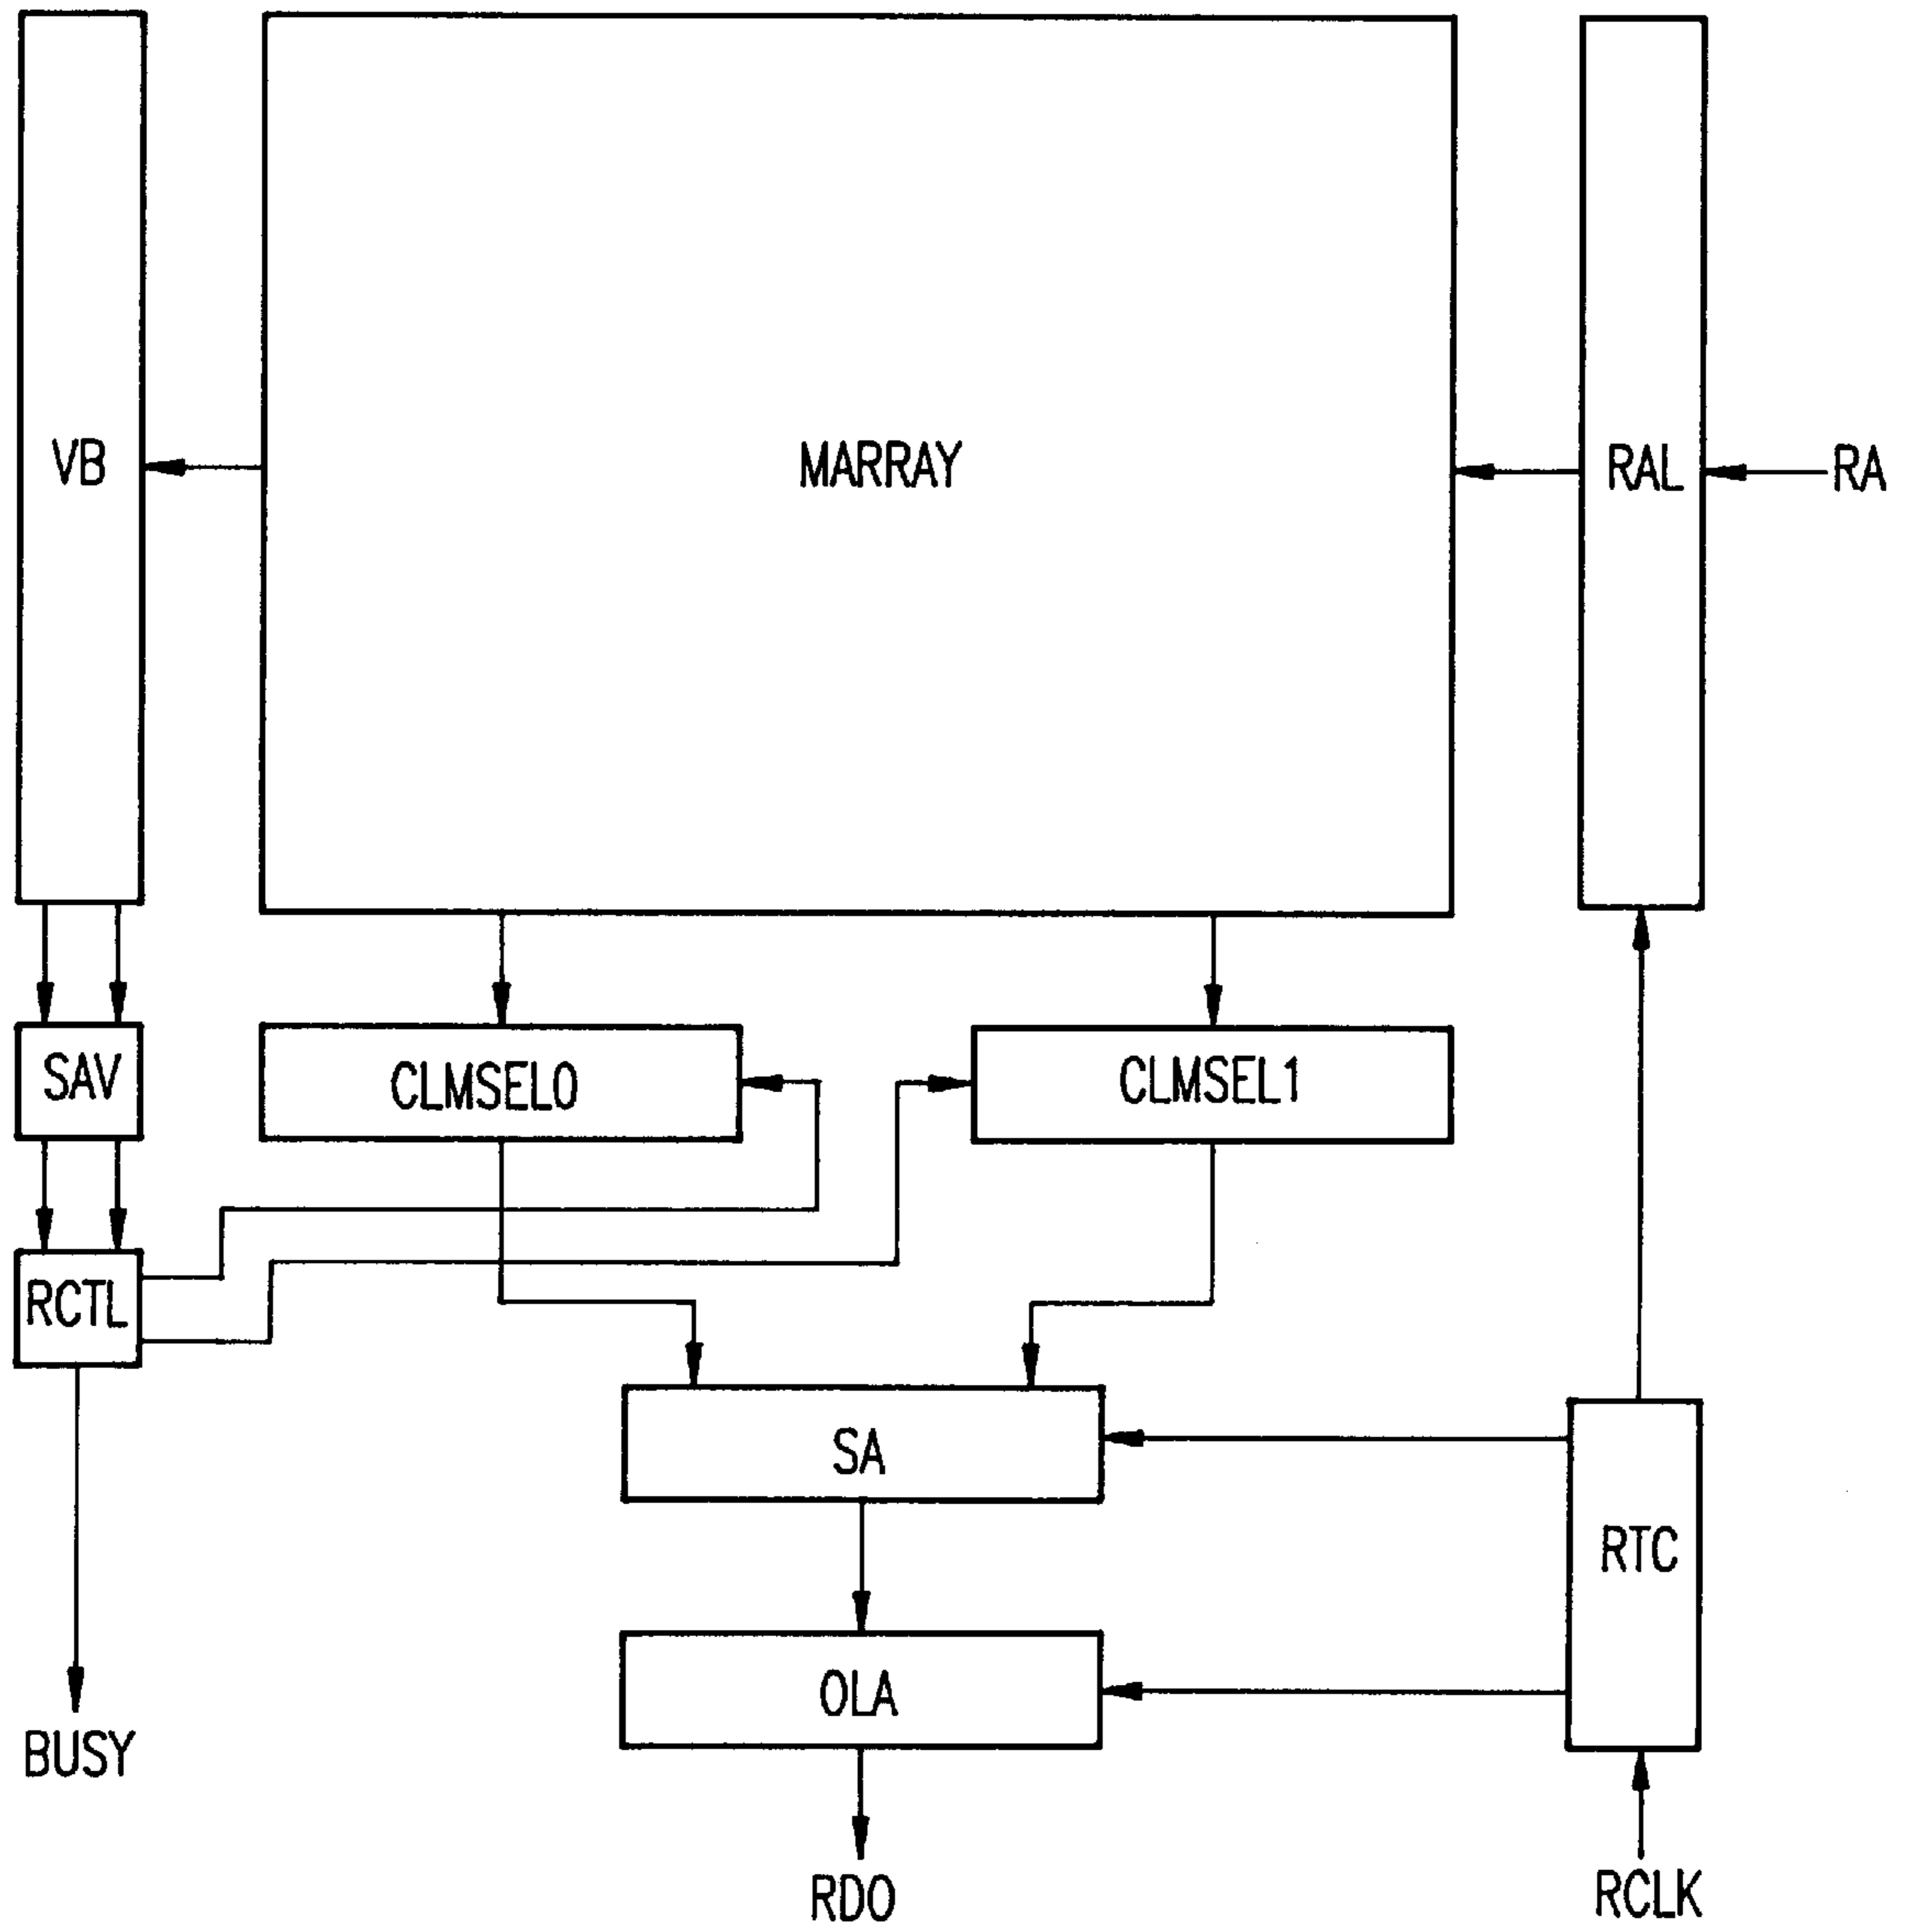 VB
MARRAY
RAL
RA
SAV
CLMSEL0
CLMSEL1
RCTL
SA
RTC
OLA
BUSY
RDO
RCLK